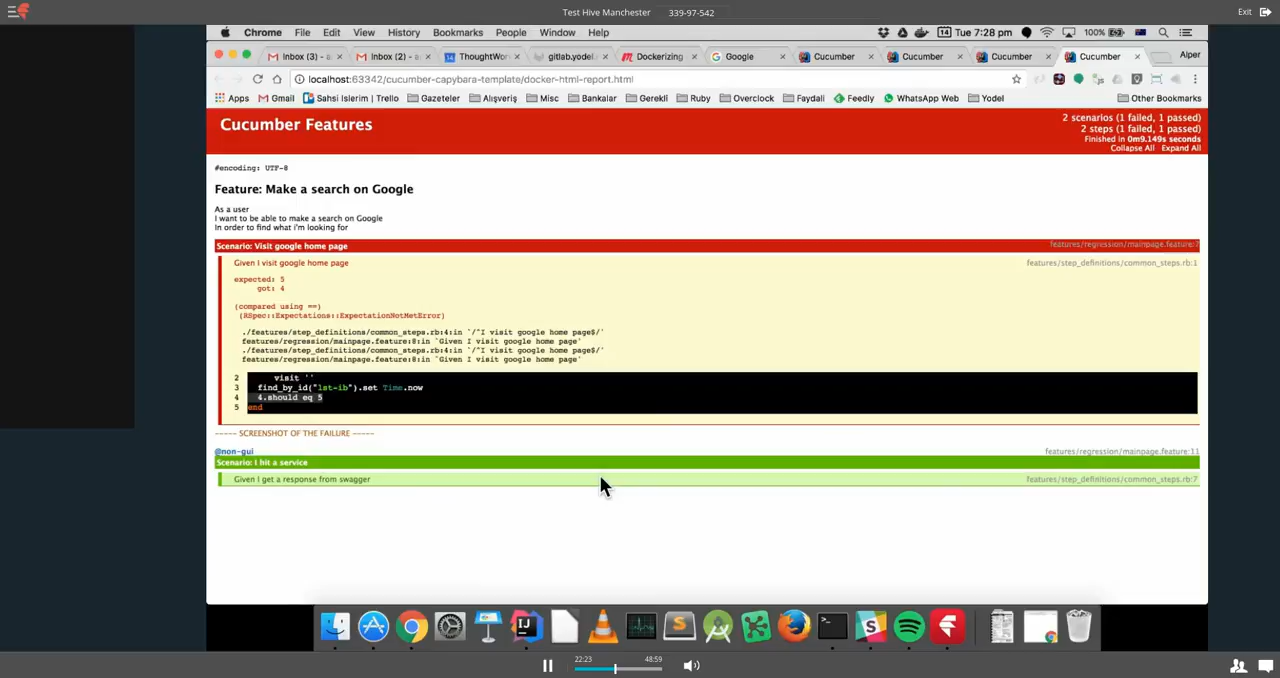 Test Hive Manchester 339-97-542 Exit
Chrome File Edit View History Bookmarks People Window Help 14 Tue 7:28 pm 100%
Inbox (3) - a Inbox (2) - a ThoughtWor gitlab.yodel. Dockerizing Google Cucumber Cucumber Cucumber Cucumber Alper
localhost:63342/cucumber-capybara-template/docker-html-report.html
Apps Gmail Sahsi Islerim | Trello Gazeteler Alışveriş Misc Bankalar Gerekli Ruby Overclock Faydali Feedly WhatsApp Web Yodel Other Bookmarks
Cucumber Features
2 scenarios (1 failed, 1 passed)
2 steps (1 failed, 1 passed)
Finished in 0m9.149s seconds
Collapse All Expand All
#encoding: UTF-8
Feature: Make a search on Google
As a user
I want to be able to make a search on Google
In order to find what i'm looking for
Scenario: Visit google home page features/regression/mainpage.feature:7
Given I visit google home page features/step_definitions/common_steps.rb:1
expected: 5
got: 4
(compared using ==)
(RSpec::Expectations::ExpectationNotMetError)
./features/step_definitions/common_steps.rb:4:in `/^I visit google home page$/'
features/regression/mainpage.feature:8:in `Given I visit google home page'
./features/step_definitions/common_steps.rb:4:in `/^I visit google home page$/'
features/regression/mainpage.feature:8:in `Given I visit google home page'
2 visit ''
3 find_by_id("lst-ib").set Time.now
4 4.should eq 5
5 end
----- SCREENSHOT OF THE FAILURE -----
@non-gui features/regression/mainpage.feature:11
Scenario: I hit a service
Given I get a response from swagger features/step_definitions/common_steps.rb:7
22:23 48:59